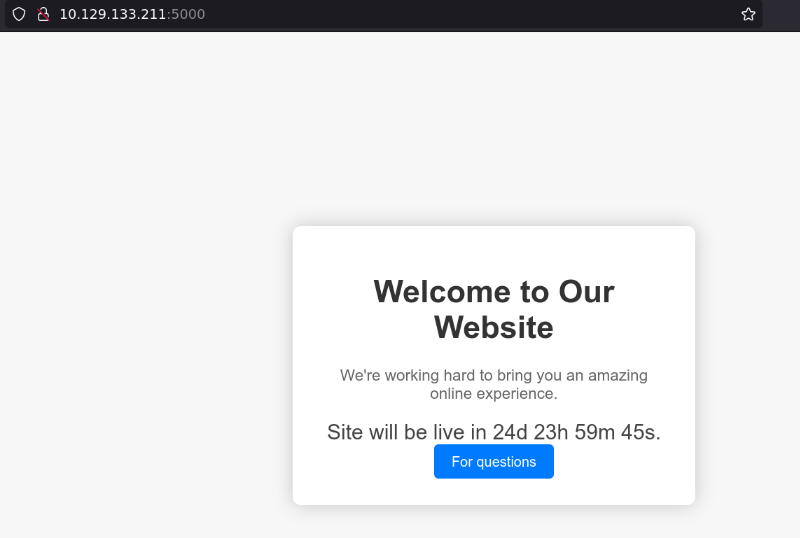 10.129.133.211:5000
Welcome to Our
Website
We're working hard to bring you an amazing
online experience.
Site will be live in 24d 23h 59m 45s.
For questions